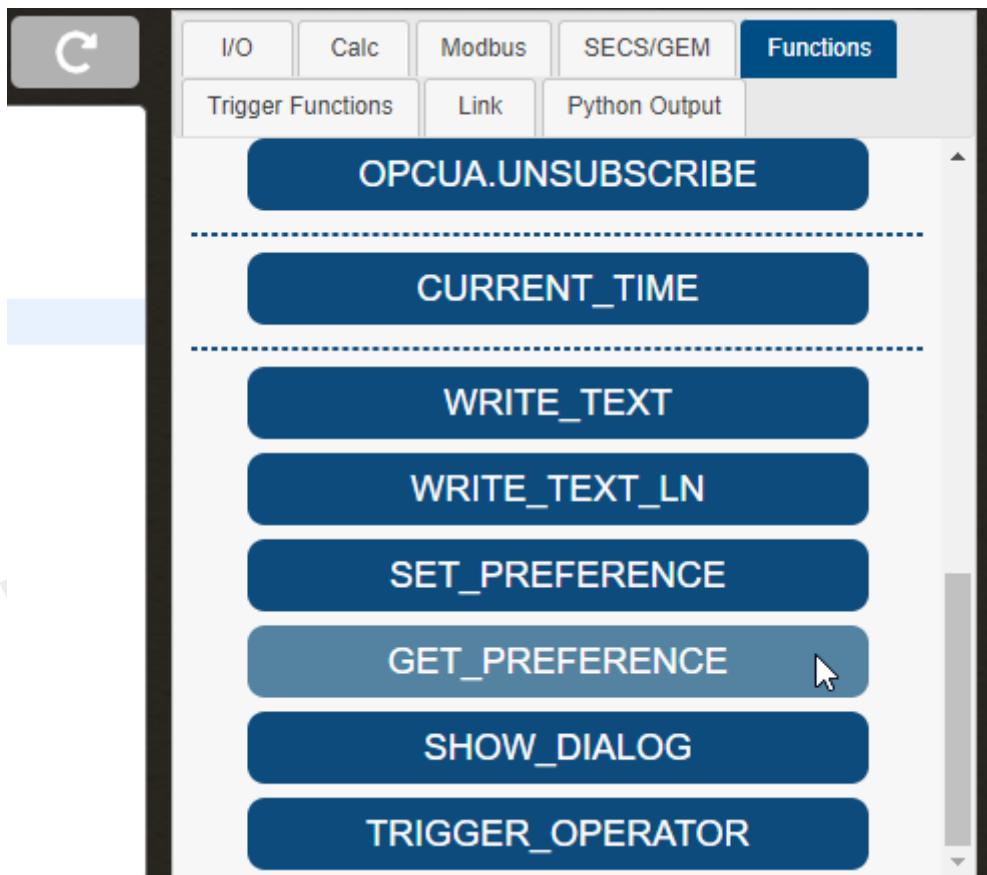 I/O Calc Modbus SECS/GEM Functions
Trigger Functions Link Python Output
OPCUA.UNSUBSCRIBE
CURRENT_TIME
WRITE_TEXT
WRITE_TEXT_LN
SET_PREFERENCE
GET_PREFERENCE
SHOW_DIALOG
TRIGGER_OPERATOR